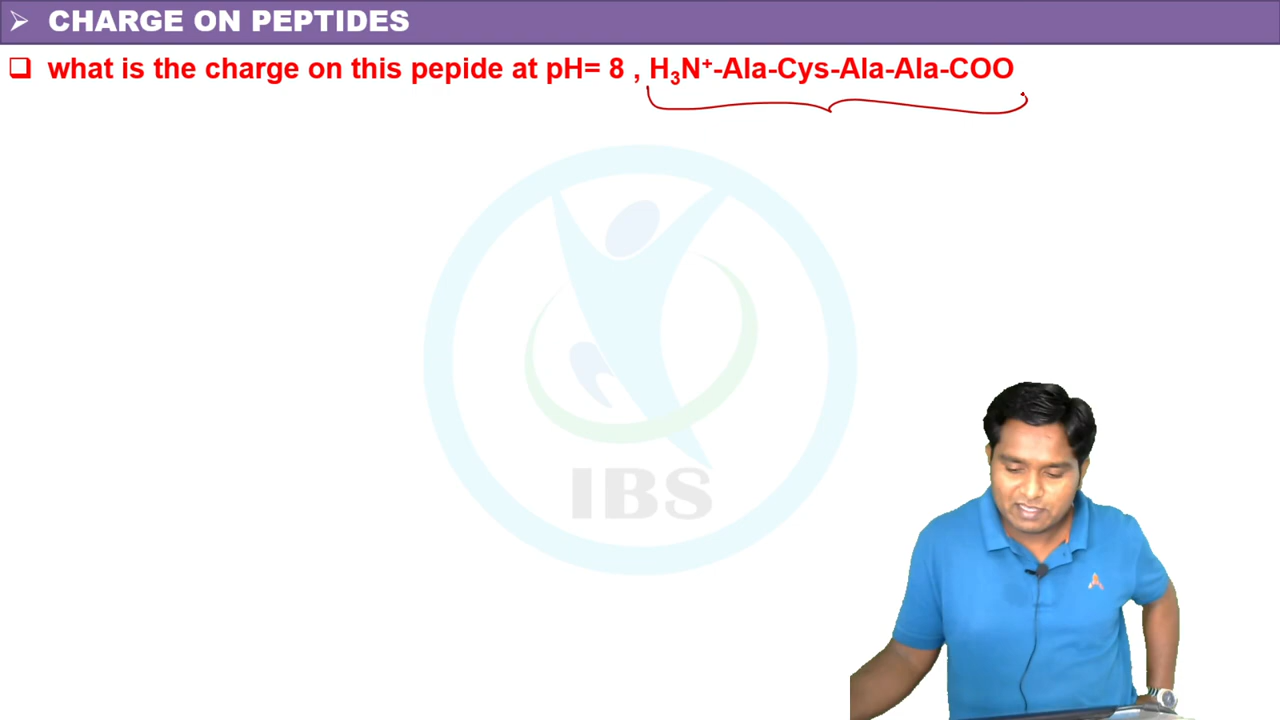 ➢ CHARGE ON PEPTIDES
❑ what is the charge on this pepide at pH= 8 , H₃N⁺-Ala-Cys-Ala-Ala-COO
IBS